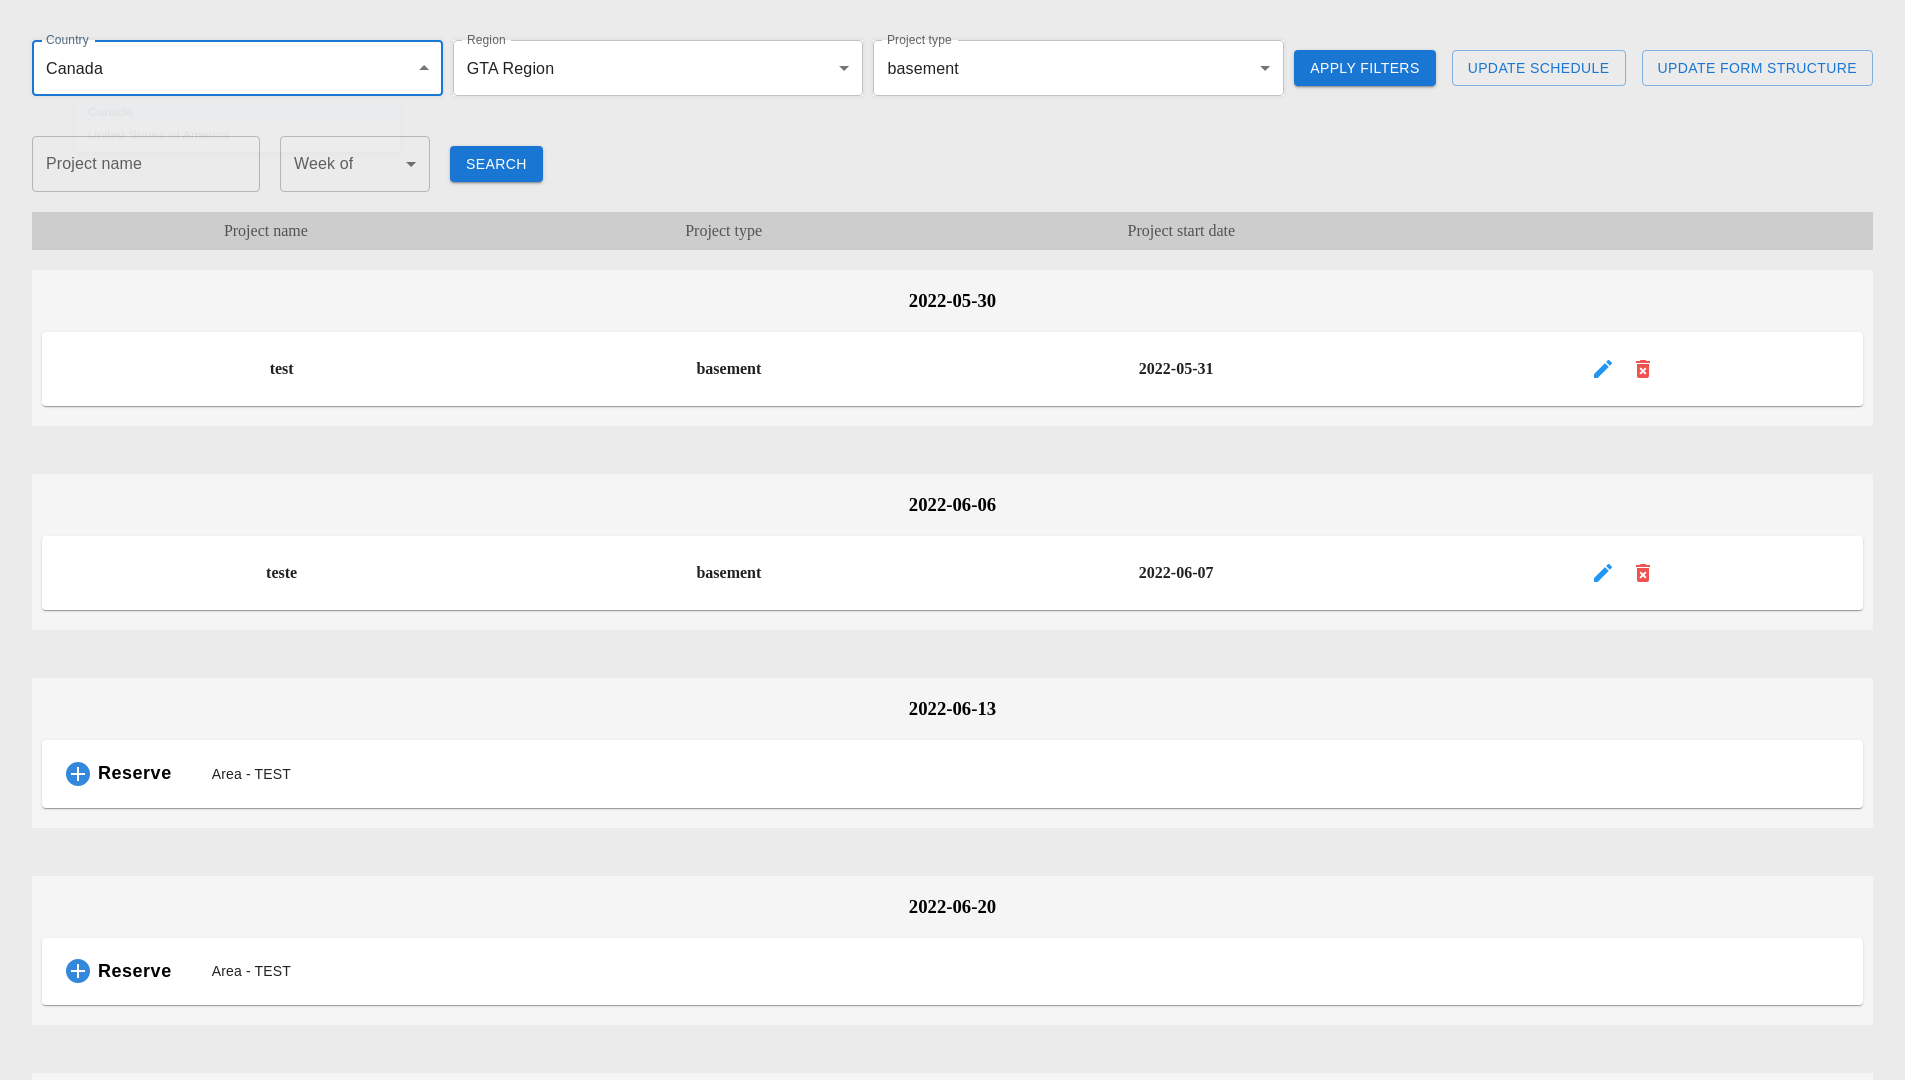 Country
Region
Project type
Canada
GTA Region
basement
APPLY FILTERS
UPDATE SCHEDULE
UPDATE FORM STRUCTURE
Canada
United States of America
Project name
Week of
SEARCH
Project name
Project type
Project start date
2022-05-30
test
basement
2022-05-31
2022-06-06
teste
basement
2022-06-07
2022-06-13
Reserve
Area - TEST
2022-06-20
Reserve
Area - TEST